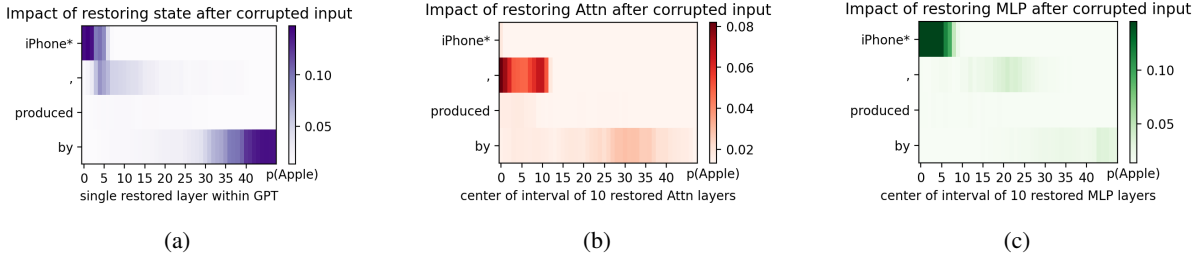 Impact of restoring state after corrupted input
iPhone*
,
produced
by
0 5 10 15 20 25 30 35 40
0.10
0.05
p(Apple)
single restored layer within GPT
(a)
Impact of restoring Attn after corrupted input
iPhone*
,
produced
by
0 5 10 15 20 25 30 35 40
0.08
0.06
0.04
0.02
p(Apple)
center of interval of 10 restored Attn layers
(b)
Impact of restoring MLP after corrupted input
iPhone*
,
produced
by
0 5 10 15 20 25 30 35 40
0.10
0.05
p(Apple)
center of interval of 10 restored MLP layers
(c)